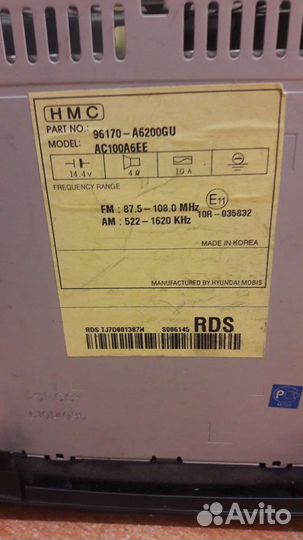 HMC
PART NO.: 96170-A6200GU
MODEL: AC100A6EE
14.4v 4Ω 10A
FREQUENCY RANGE
FM : 87.5-108.0 MHz
AM : 522-1620 KHz
E11
10R-035832
MADE IN KOREA
MANUFACTURED BY HYUNDAI MOBIS
RDS TJ7D001387W S086145 RDS
Avito